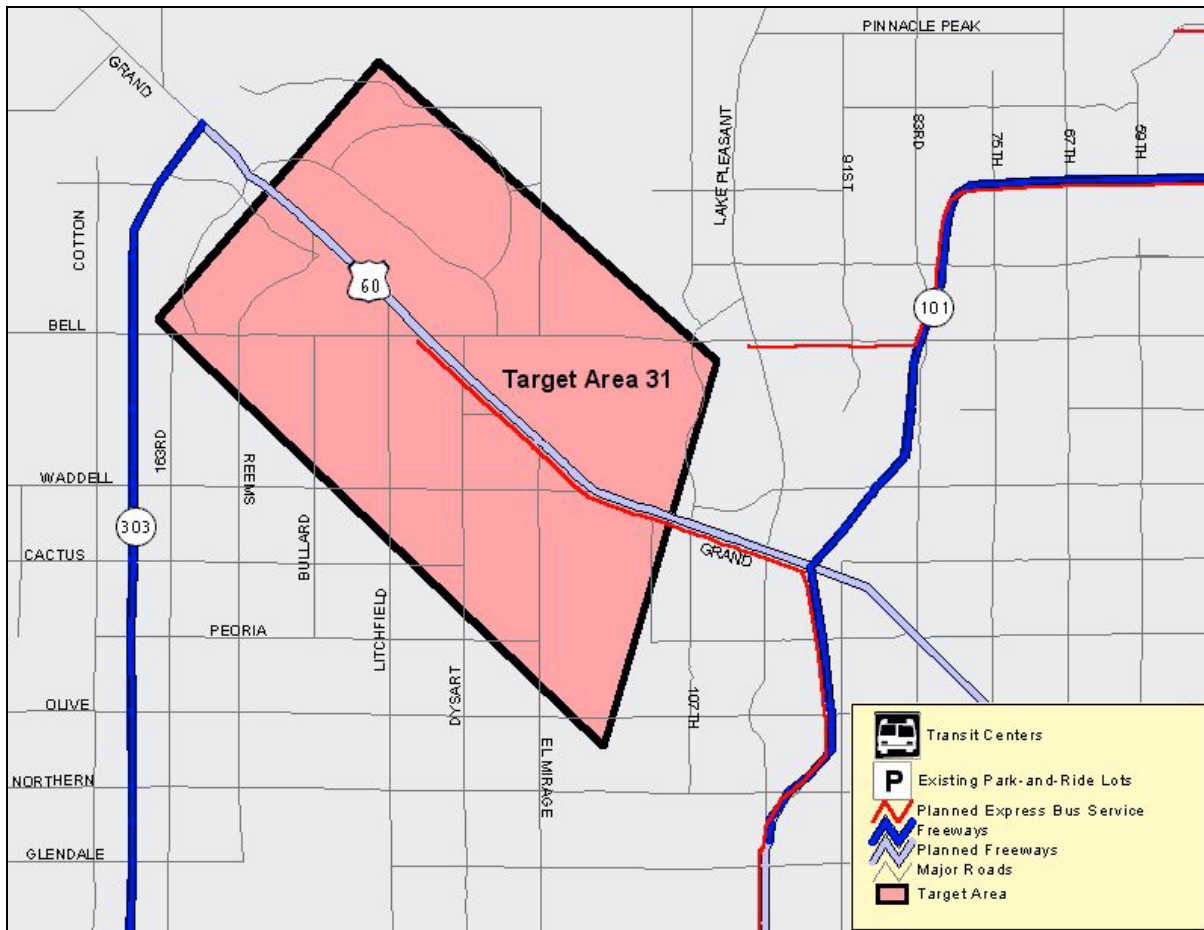 PINNACLE PEAK
GRAND
LAKE PLEASANT
91ST
83RD
75TH
67TH
59TH
COTTON
60
101
BELL
Target Area 31
163RD
REEMS
WADDELL
BULLARD
303
CACTUS
GRAND
LITCHFIELD
PEORIA
DYSART
107TH
OLIVE
EL MIRAGE
NORTHERN
GLENDALE
Transit Centers
P
Existing Park-and-Ride Lots
Planned Express Bus Service
Freeways
Planned Freeways
Major Roads
Target Area